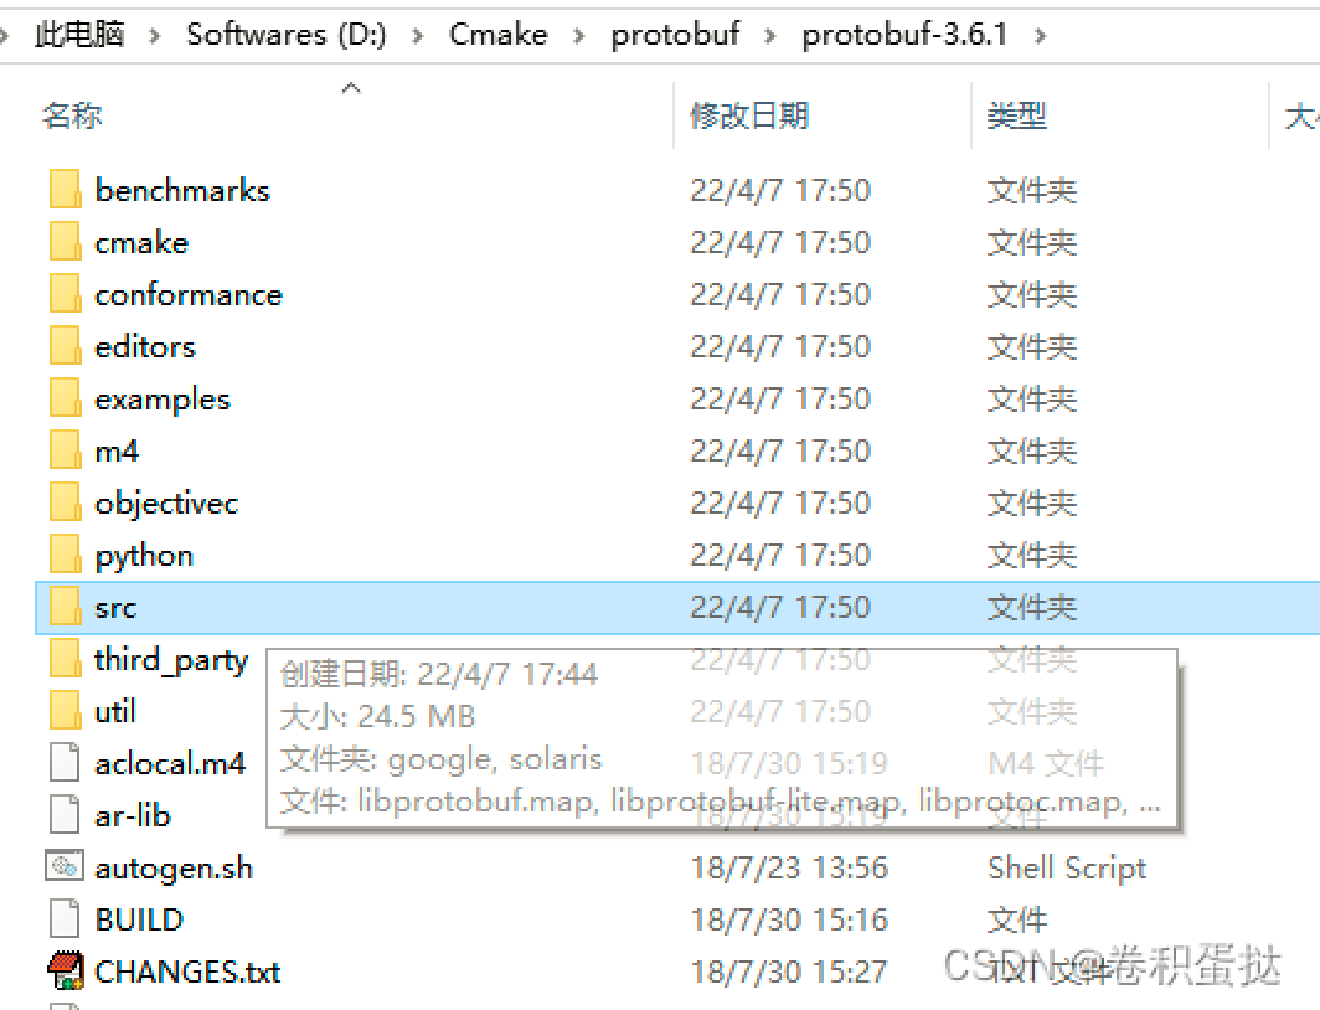 此电脑 > Softwares (D:) > Cmake > protobuf > protobuf-3.6.1 >
名称 修改日期 类型
benchmarks 22/4/7 17:50 文件夹
cmake 22/4/7 17:50 文件夹
conformance 22/4/7 17:50 文件夹
editors 22/4/7 17:50 文件夹
examples 22/4/7 17:50 文件夹
m4 22/4/7 17:50 文件夹
objectivec 22/4/7 17:50 文件夹
python 22/4/7 17:50 文件夹
src 22/4/7 17:50 文件夹
third_party 22/4/7 17:50 文件夹
创建日期: 22/4/7 17:44
util 22/4/7 17:50 文件夹
大小: 24.5 MB
aclocal.m4 18/7/30 15:19 M4 文件
文件夹: google, solaris
ar-lib 18/7/30 15:19 文件
文件: libprotobuf.map, libprotobuf-lite.map, libprotoc.map, ...
autogen.sh 18/7/23 13:56 Shell Script
BUILD 18/7/30 15:16 文件
CHANGES.txt 18/7/30 15:27 TXT 文件
CSDN @卷积蛋挞